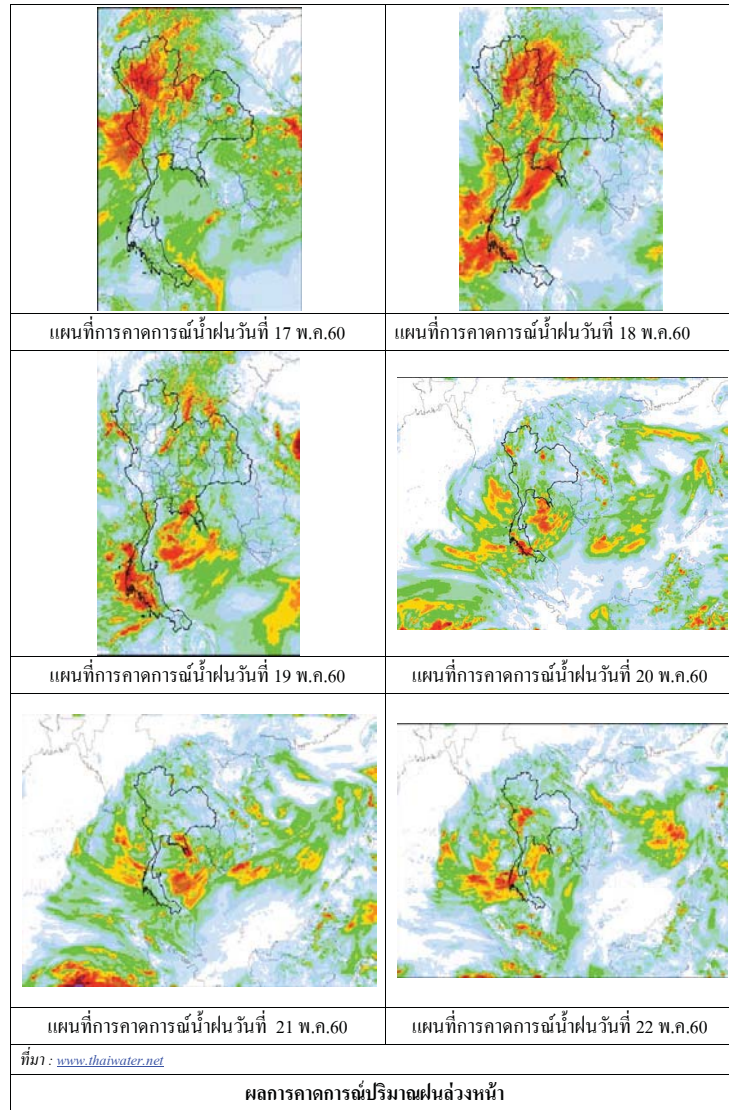 แผนที่การคาดการณ์น้ำฝนวันที่ 17 พ.ค.60
แผนที่การคาดการณ์น้ำฝนวันที่ 18 พ.ค.60
แผนที่การคาดการณ์น้ำฝนวันที่ 19 พ.ค.60
แผนที่การคาดการณ์น้ำฝนวันที่ 20 พ.ค.60
แผนที่การคาดการณ์น้ำฝนวันที่ 21 พ.ค.60
แผนที่การคาดการณ์น้ำฝนวันที่ 22 พ.ค.60
ที่มา : www.thaiwater.net
ผลการคาดการณ์ปริมาณฝนล่วงหน้า